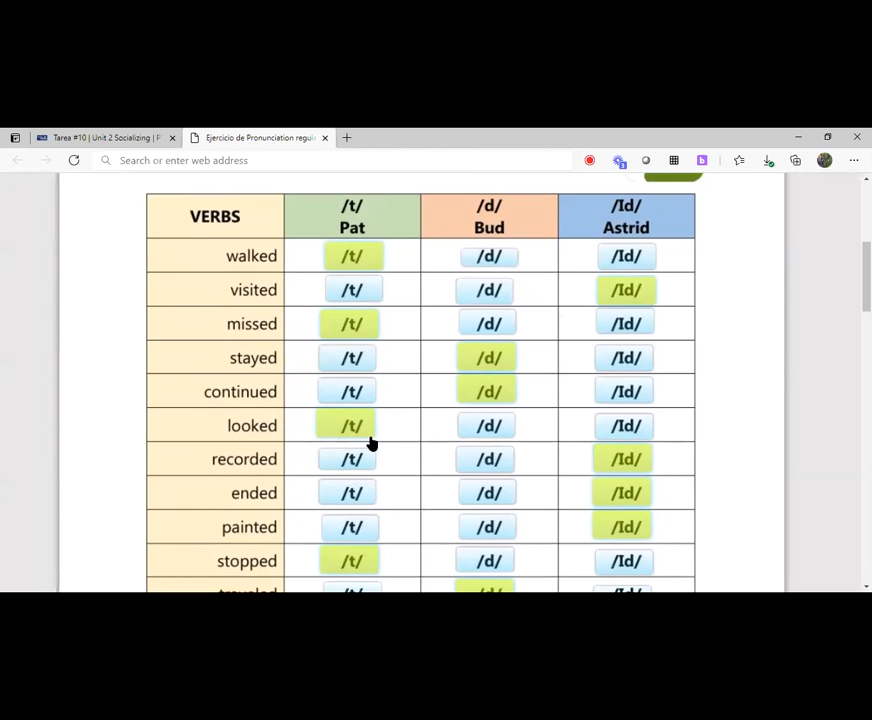 Tarea #10 | Unit 2 Socializing | P
Ejercicio de Pronunciation regula
Search or enter web address
VERBS /t/ Pat /d/ Bud /Id/ Astrid
walked /t/ /d/ /Id/
visited /t/ /d/ /Id/
missed /t/ /d/ /Id/
stayed /t/ /d/ /Id/
continued /t/ /d/ /Id/
looked /t/ /d/ /Id/
recorded /t/ /d/ /Id/
ended /t/ /d/ /Id/
painted /t/ /d/ /Id/
stopped /t/ /d/ /Id/
traveled /t/ /d/ /Id/